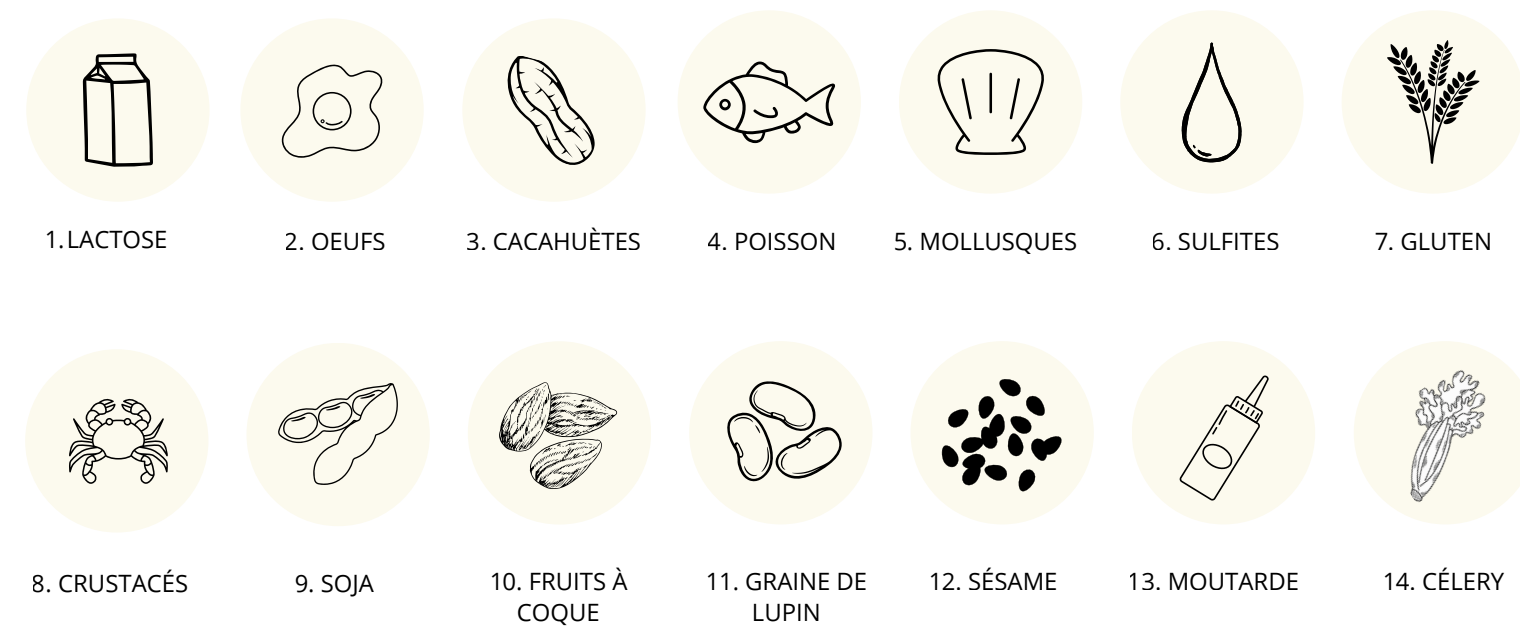 1.LACTOSE
2. OEUFS
3. CACAHUÈTES
4. POISSON
5. MOLLUSQUES
6. SULFITES
7. GLUTEN
8. CRUSTACÉS
9. SOJA
10. FRUITS À
COQUE
11. GRAINE DE
LUPIN
12. SÉSAME
13. MOUTARDE
14. CÉLERY